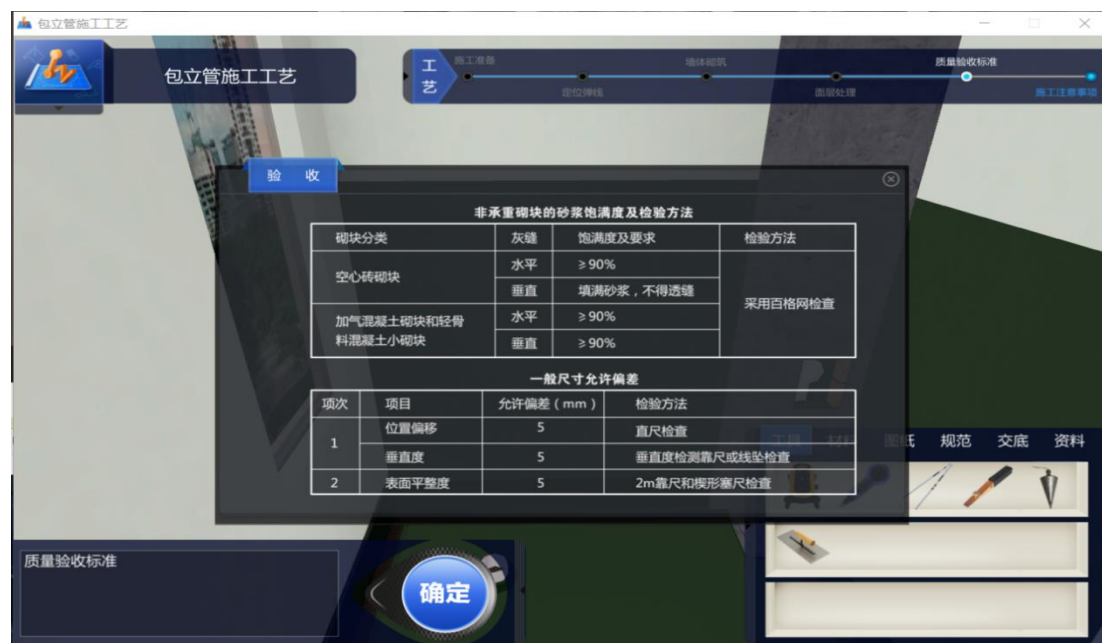 包立管施工工艺
包立管施工工艺
工艺
施工准备
定位弹线
墙体砌筑
面层处理
质量验收标准
施工注意事项
验 收
非承重砌块的砂浆饱满度及检验方法
砌块分类 灰缝 饱满度及要求 检验方法
空心砖砌块 水平 ≥90%
垂直 填满砂浆，不得透缝
采用百格网检查
加气混凝土砌块和轻骨料混凝土小砌块 水平 ≥90%
垂直 ≥90%
一般尺寸允许偏差
项次 项目 允许偏差（mm） 检验方法
1 位置偏移 5 直尺检查
垂直度 5 垂直度检测靠尺或线坠检查
2 表面平整度 5 2m靠尺和楔形塞尺检查
工具 材料 图纸 规范 交底 资料
质量验收标准
确定